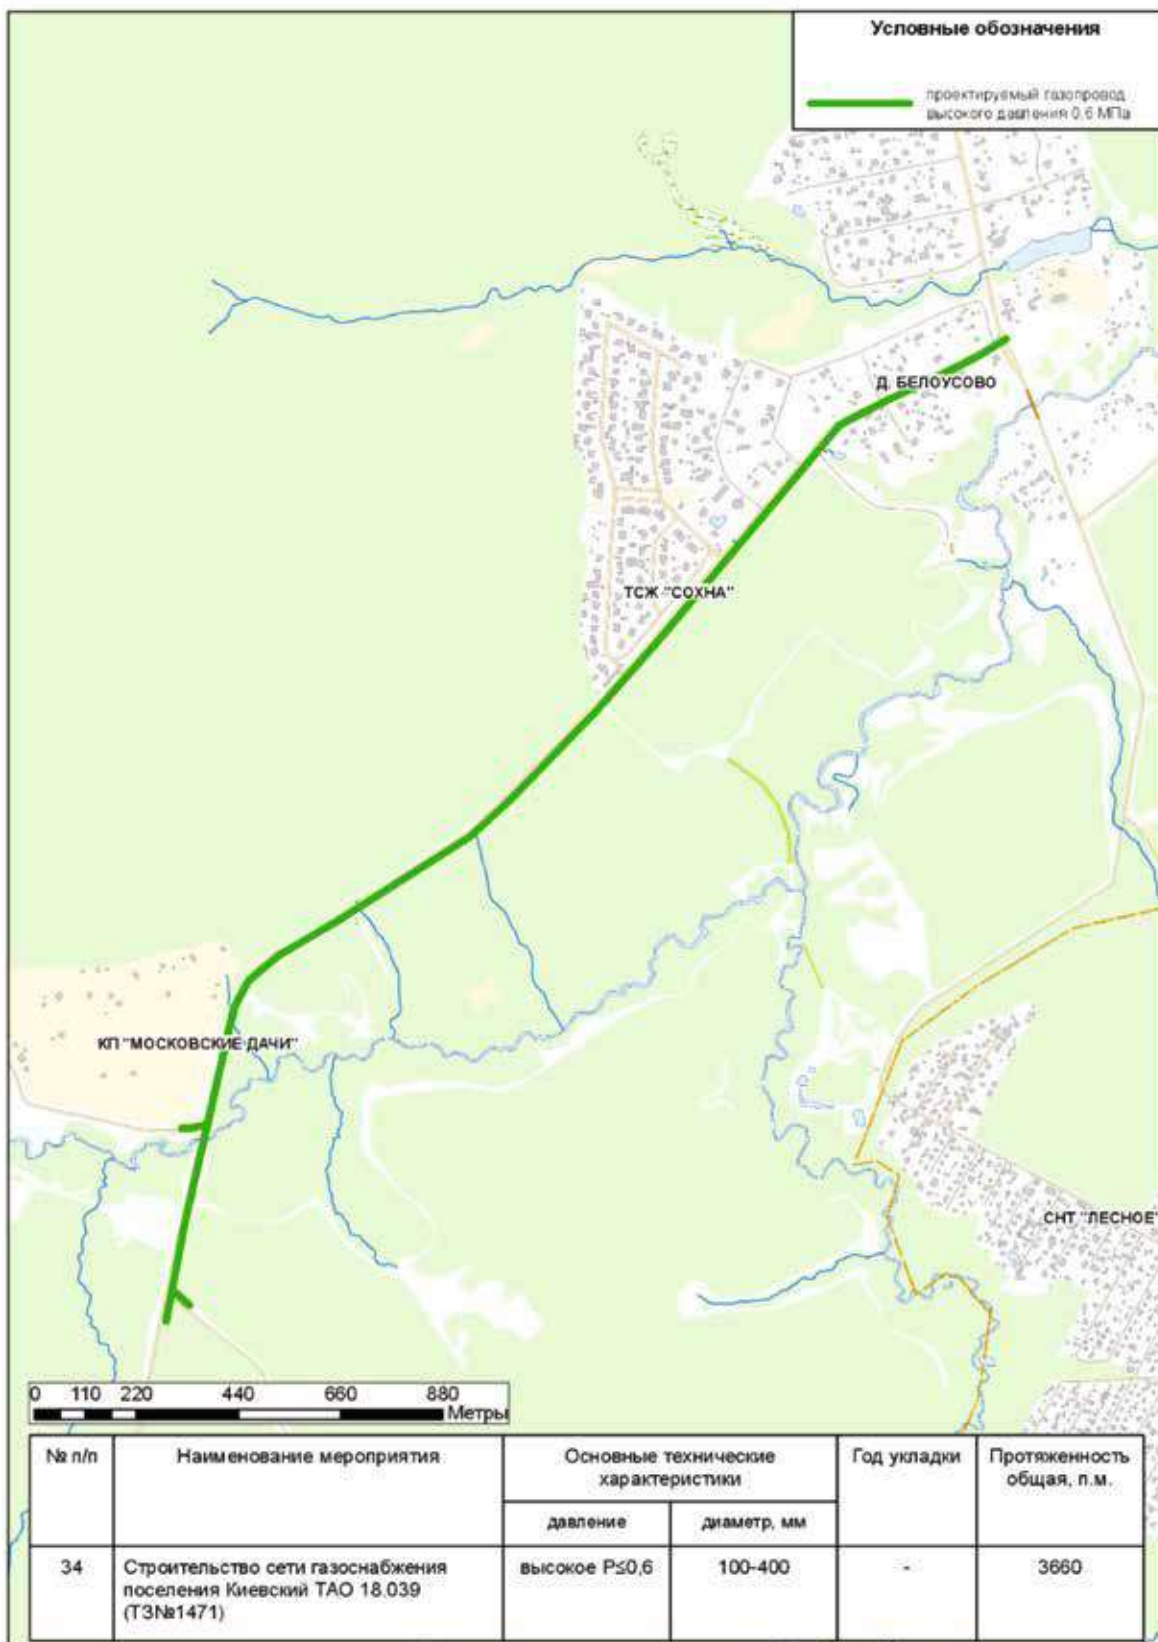 Условные обозначения
проектируемый газопровод
высокого давления 0,6 МПа
Д. БЕЛОУСОВО
ТСЖ "СОХНА"
КП "МОСКОВСКИЕ ДАЧИ"
СНТ "ЛЕСНОЕ"
0 110 220 440 660 880
Метры
№ п/п Наименование мероприятия Основные технические характеристики Год укладки Протяженность общая, п.м.
давление диаметр, мм
34 Строительство сети газоснабжения высокое Р≤0,6 100-400 - 3660
поселения Киевский ТАО 18.039
(ТЗ№1471)